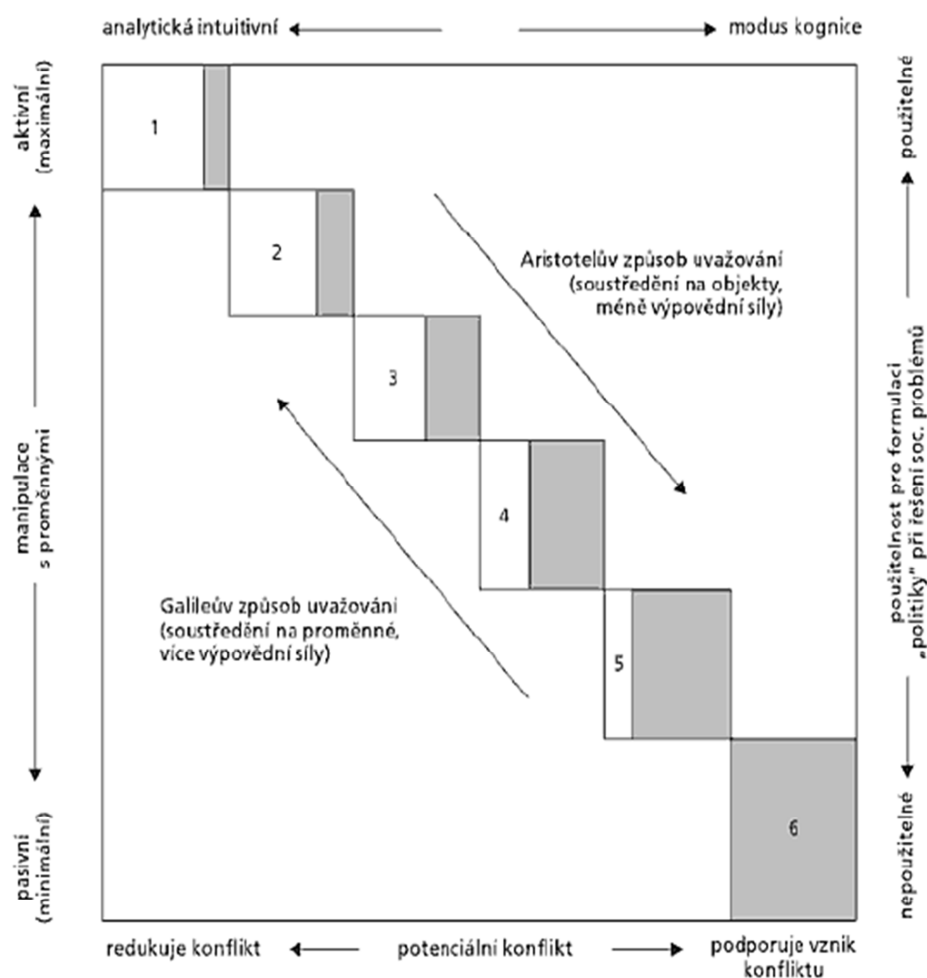 analytická intuitivní
modus kognice
aktivní
(maximální)
použitelné
1
2
Aristotelův způsob uvažování
(soustředění na objekty,
méně výpovědní síly)
3
manipulace
s proměnnými
použitelnost pro formulaci
„politiky" při řešení soc. problémů
4
Galileův způsob uvažování
(soustředění na proměnné,
více výpovědní síly)
5
6
pasivní
(minimální)
nepoužitelné
redukuje konflikt
potenciální konflikt
podporuje vznik
konfliktu